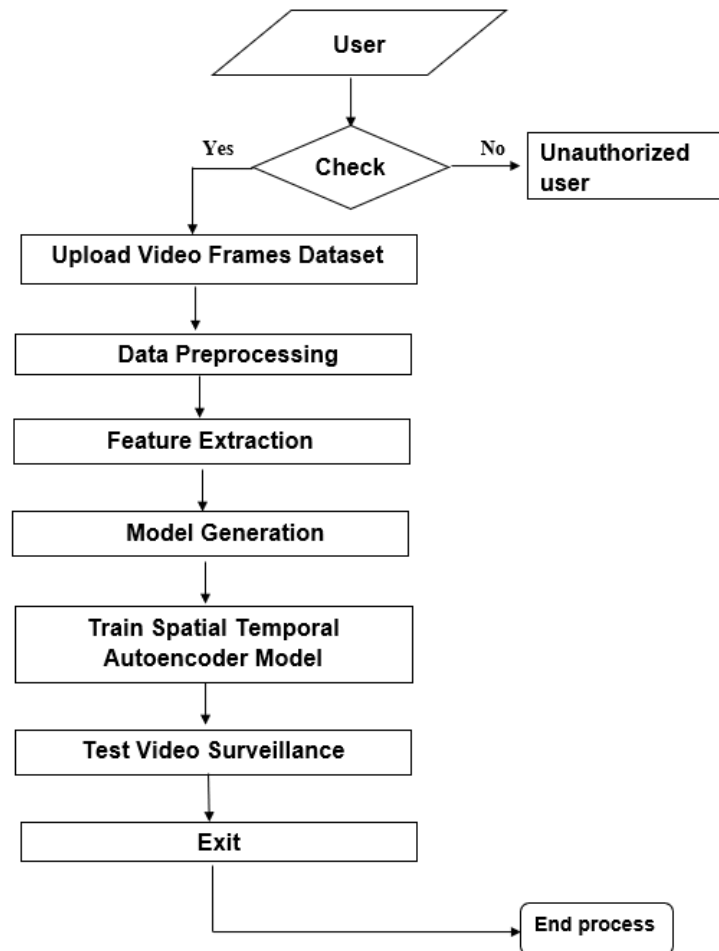 User
Yes
Check
No
Unauthorized
user
Upload Video Frames Dataset
Data Preprocessing
Feature Extraction
Model Generation
Train Spatial Temporal
Autoencoder Model
Test Video Surveillance
Exit
End process